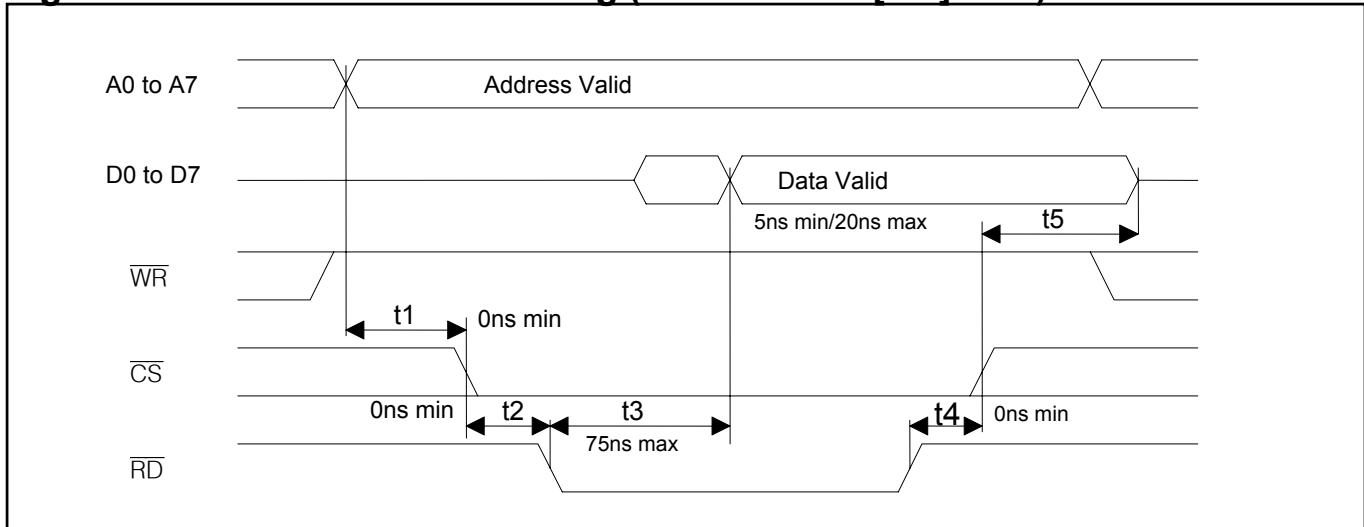 A0 to A7
Address Valid
D0 to D7
Data Valid
5ns min/20ns max
t5
WR
t1
0ns min
CS
0ns min
t2
t3
t4
0ns min
75ns max
RD